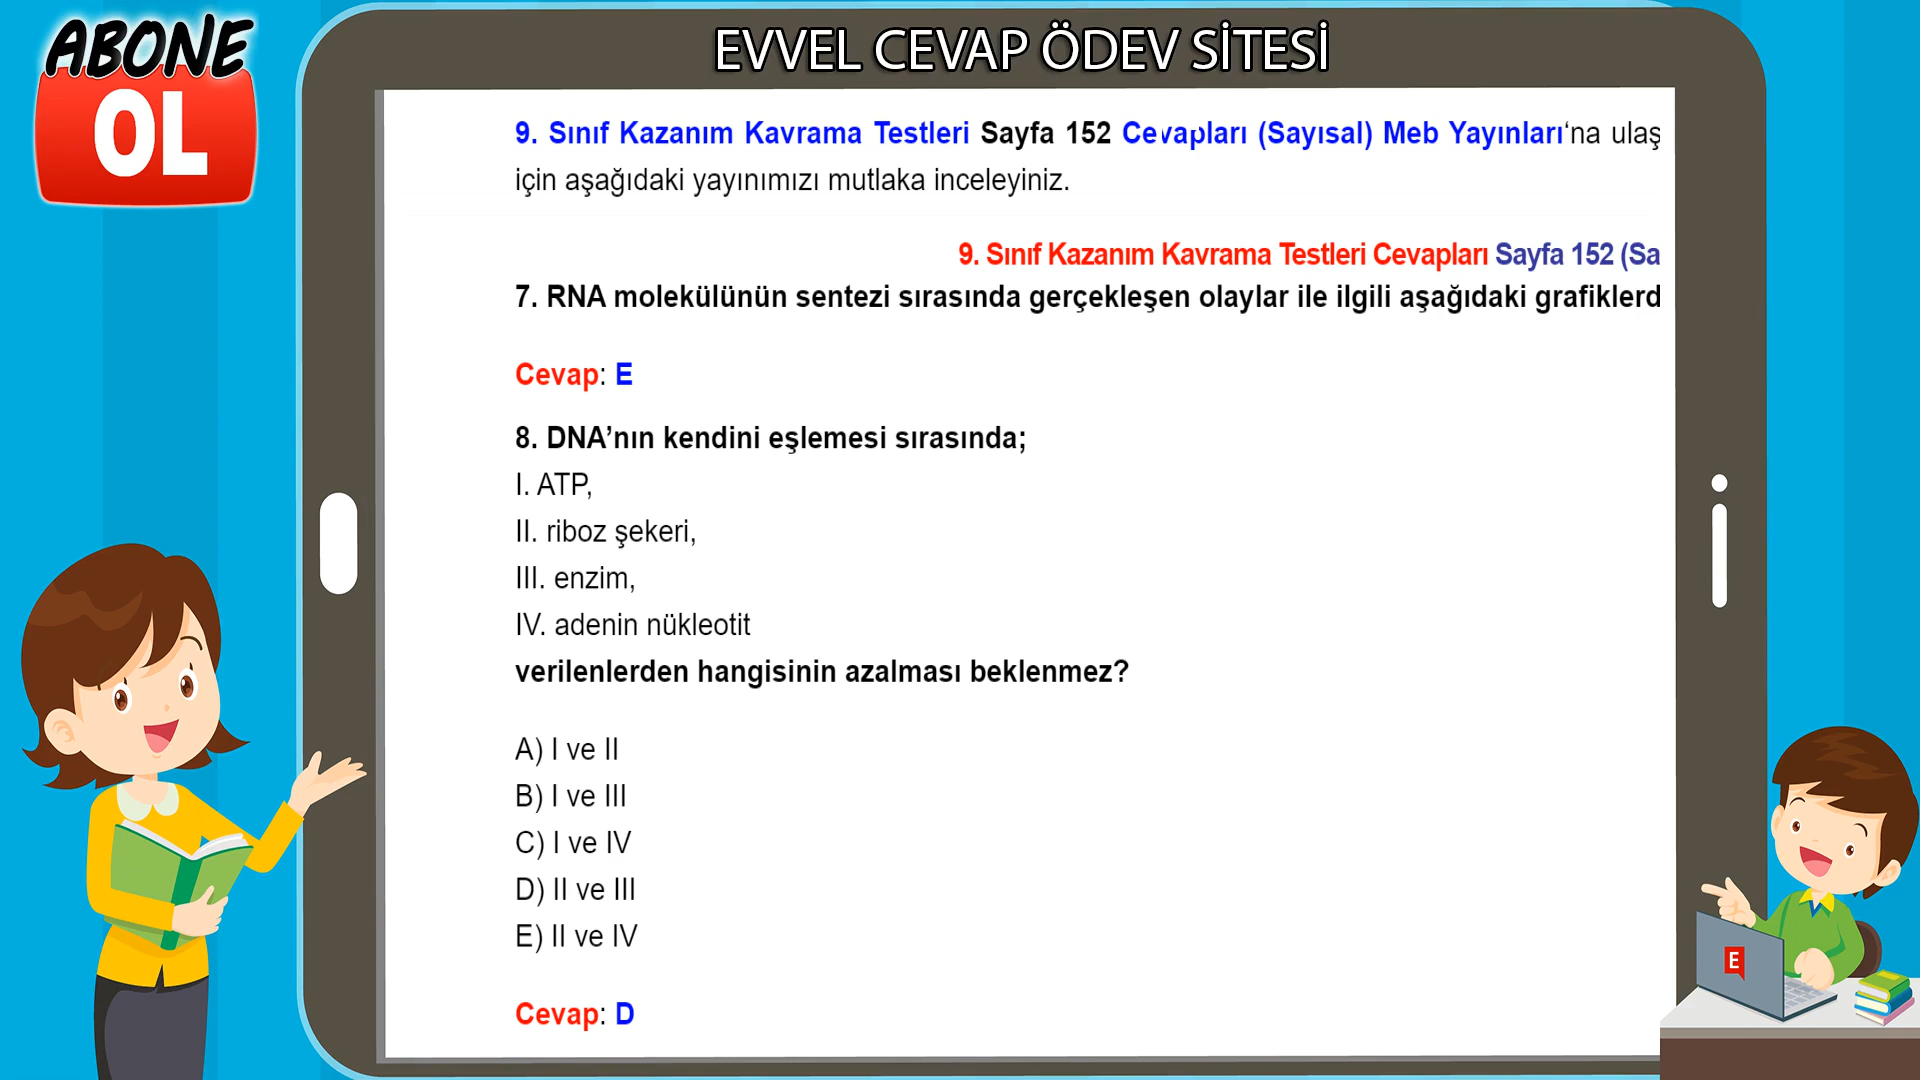 ABONE
OL
EVVEL CEVAP ÖDEV SİTESİ
9. Sınıf Kazanım Kavrama Testleri Sayfa 152 Cevapları (Sayısal) Meb Yayınları‘na ulaş
için aşağıdaki yayınımızı mutlaka inceleyiniz.
9. Sınıf Kazanım Kavrama Testleri Cevapları Sayfa 152 (Sa
7. RNA molekülünün sentezi sırasında gerçekleşen olaylar ile ilgili aşağıdaki grafiklerd
Cevap: E
8. DNA’nın kendini eşlemesi sırasında;
I. ATP,
II. riboz şekeri,
III. enzim,
IV. adenin nükleotit
verilenlerden hangisinin azalması beklenmez?
A) I ve II
B) I ve III
C) I ve IV
D) II ve III
E) II ve IV
Cevap: D
E